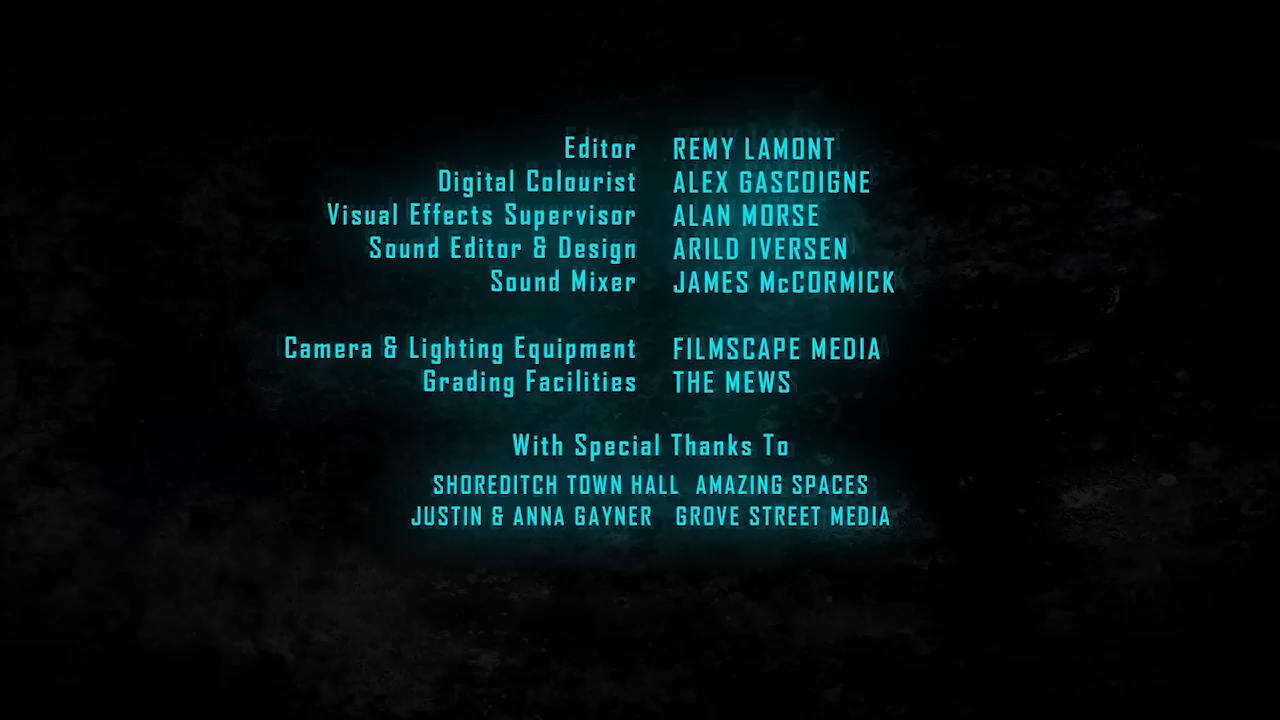 Editor REMY LAMONT
Digital Colourist ALEX GASCOIGNE
Visual Effects Supervisor ALAN MORSE
Sound Editor & Design ARILD IVERSEN
Sound Mixer JAMES McCORMICK
Camera & Lighting Equipment FILMSCAPE MEDIA
Grading Facilities THE MEWS
With Special Thanks To
SHOREDITCH TOWN HALL AMAZING SPACES
JUSTIN & ANNA GAYNER GROVE STREET MEDIA